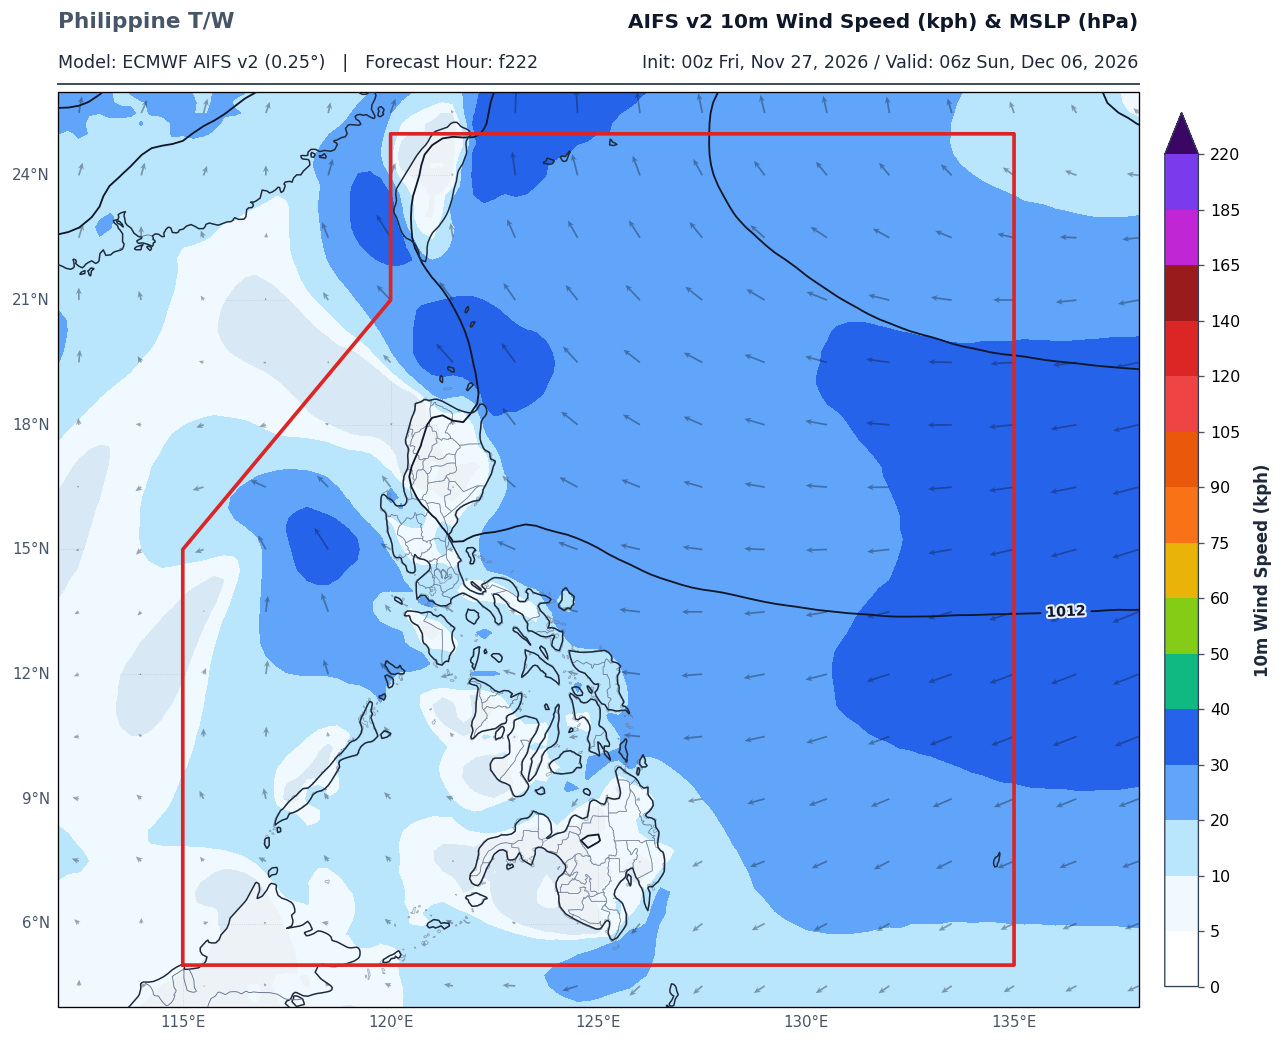 Philippine T/W
AIFS v2 10m Wind Speed (kph) & MSLP (hPa)
Model: ECMWF AIFS v2 (0.25°)   |   Forecast Hour: f222
Init: 00z Fri, Nov 27, 2026 / Valid: 06z Sun, Dec 06, 2026
24°N
21°N
18°N
15°N
12°N
9°N
6°N
115°E
120°E
125°E
130°E
135°E
1012
220
185
165
140
120
105
90
75
60
50
40
30
20
10
5
0
10m Wind Speed (kph)